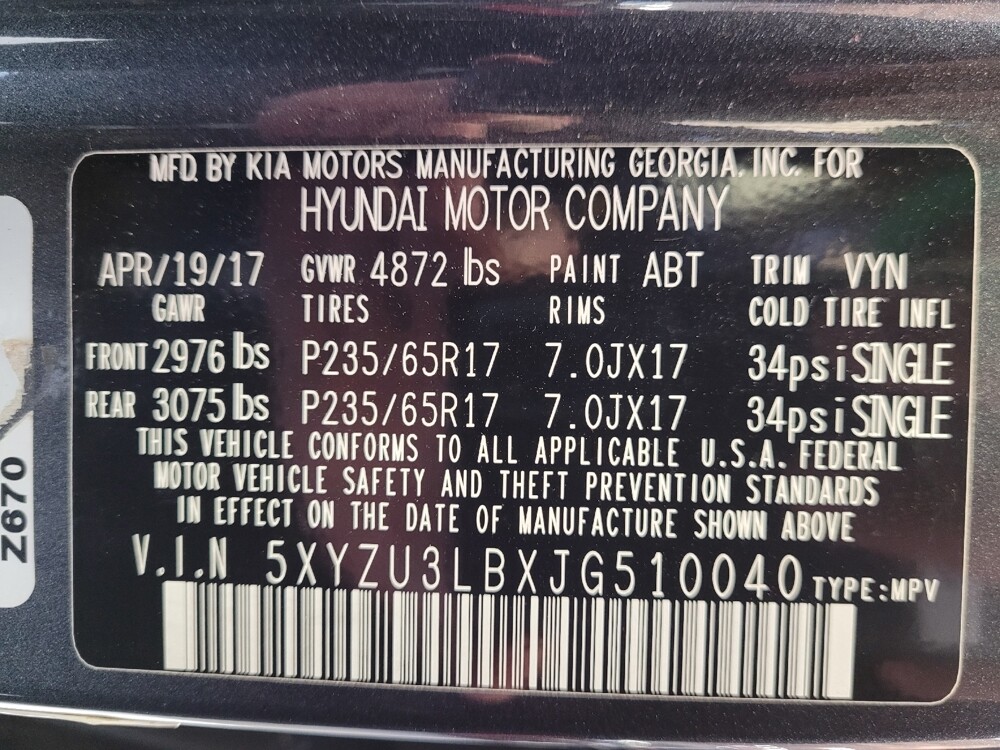 MFD. BY KIA MOTORS MANUFACTURING GEORGIA. INC. FOR
HYUNDAI MOTOR COMPANY
APR/19/17 GVWR 4872 lbs PAINT ABT TRIM VYN
GAWR TIRES RIMS COLD TIRE INFL
FRONT 2976 lbs P235/65R17 7.0JX17 34psi SINGLE
REAR 3075 lbs P235/65R17 7.0JX17 34psi SINGLE
THIS VEHICLE CONFORMS TO ALL APPLICABLE U.S.A. FEDERAL
MOTOR VEHICLE SAFETY AND THEFT PREVENTION STANDARDS
IN EFFECT ON THE DATE OF MANUFACTURE SHOWN ABOVE
V.I.N 5XYZU3LBXJG510040 TYPE:MPV
Z670